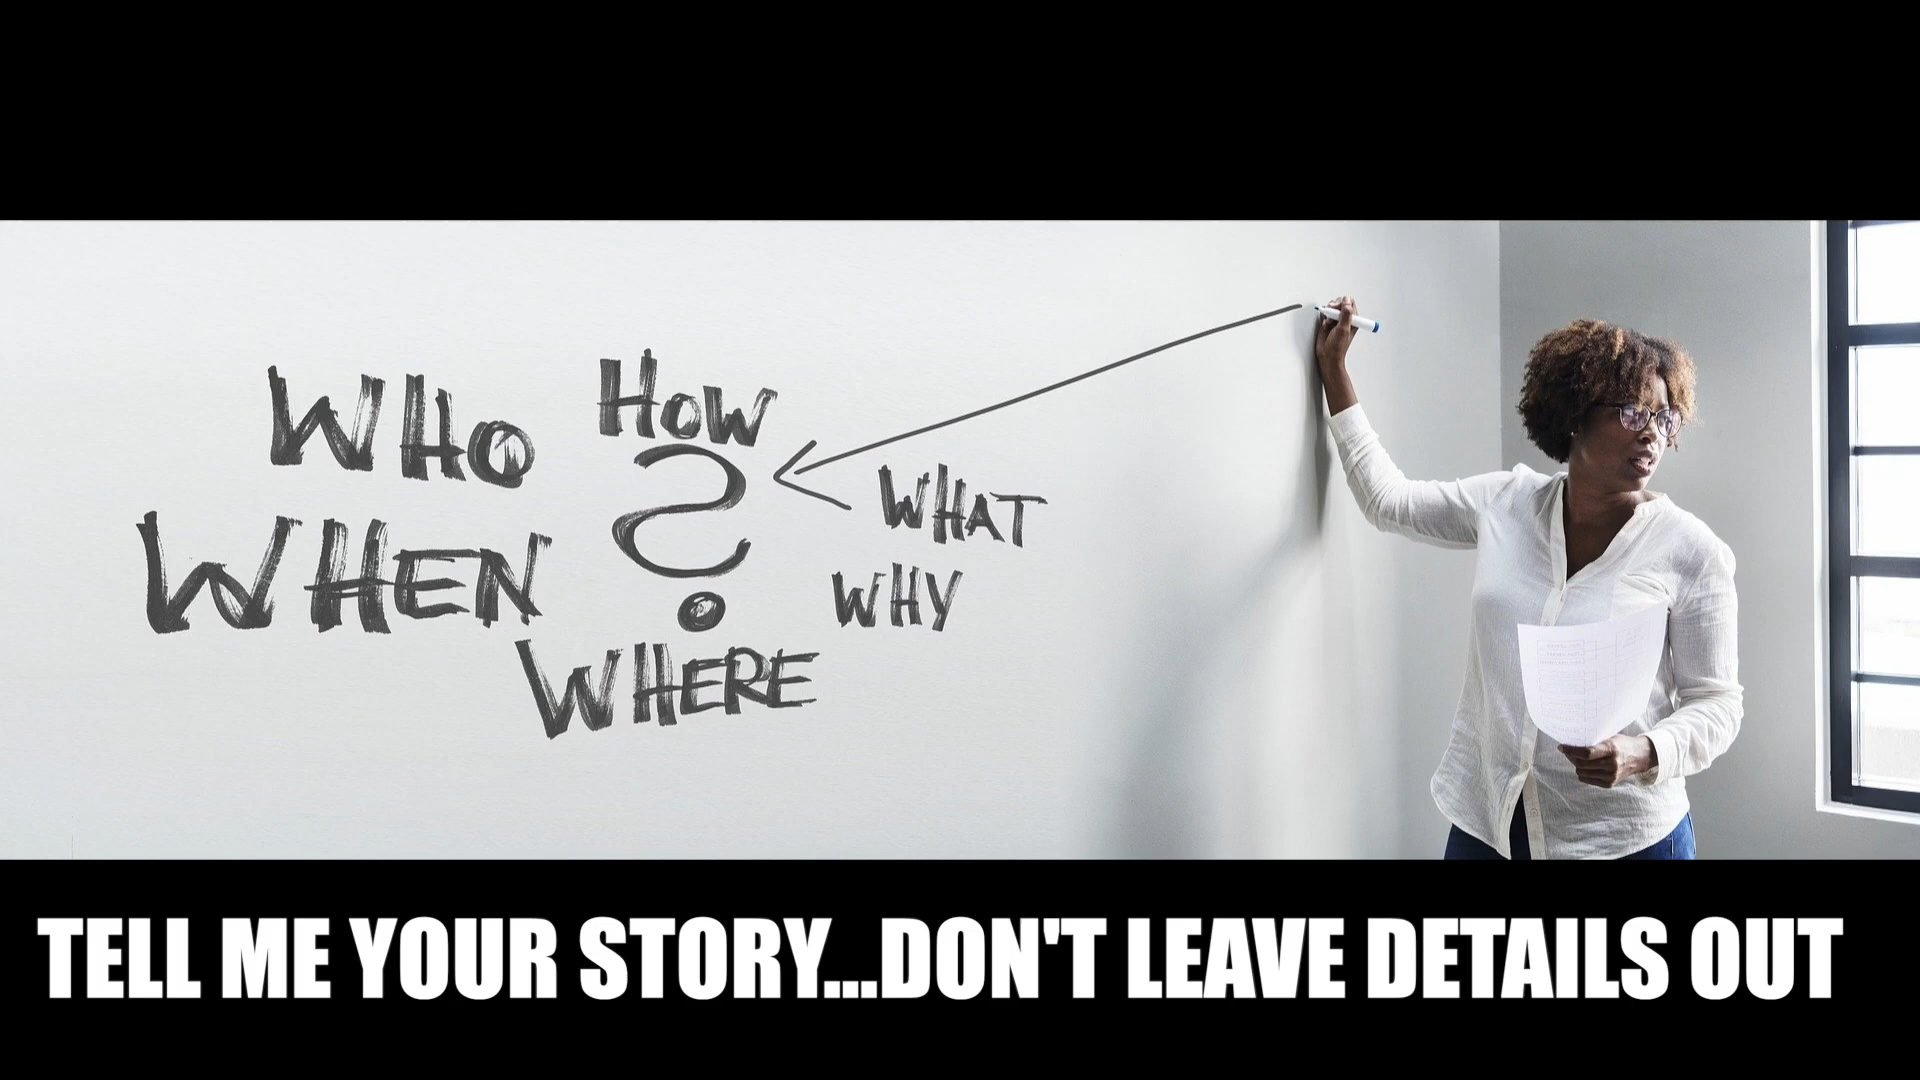 WHO
HOW
?
WHAT
WHEN
WHY
WHERE
TELL ME YOUR STORY...DON'T LEAVE DETAILS OUT